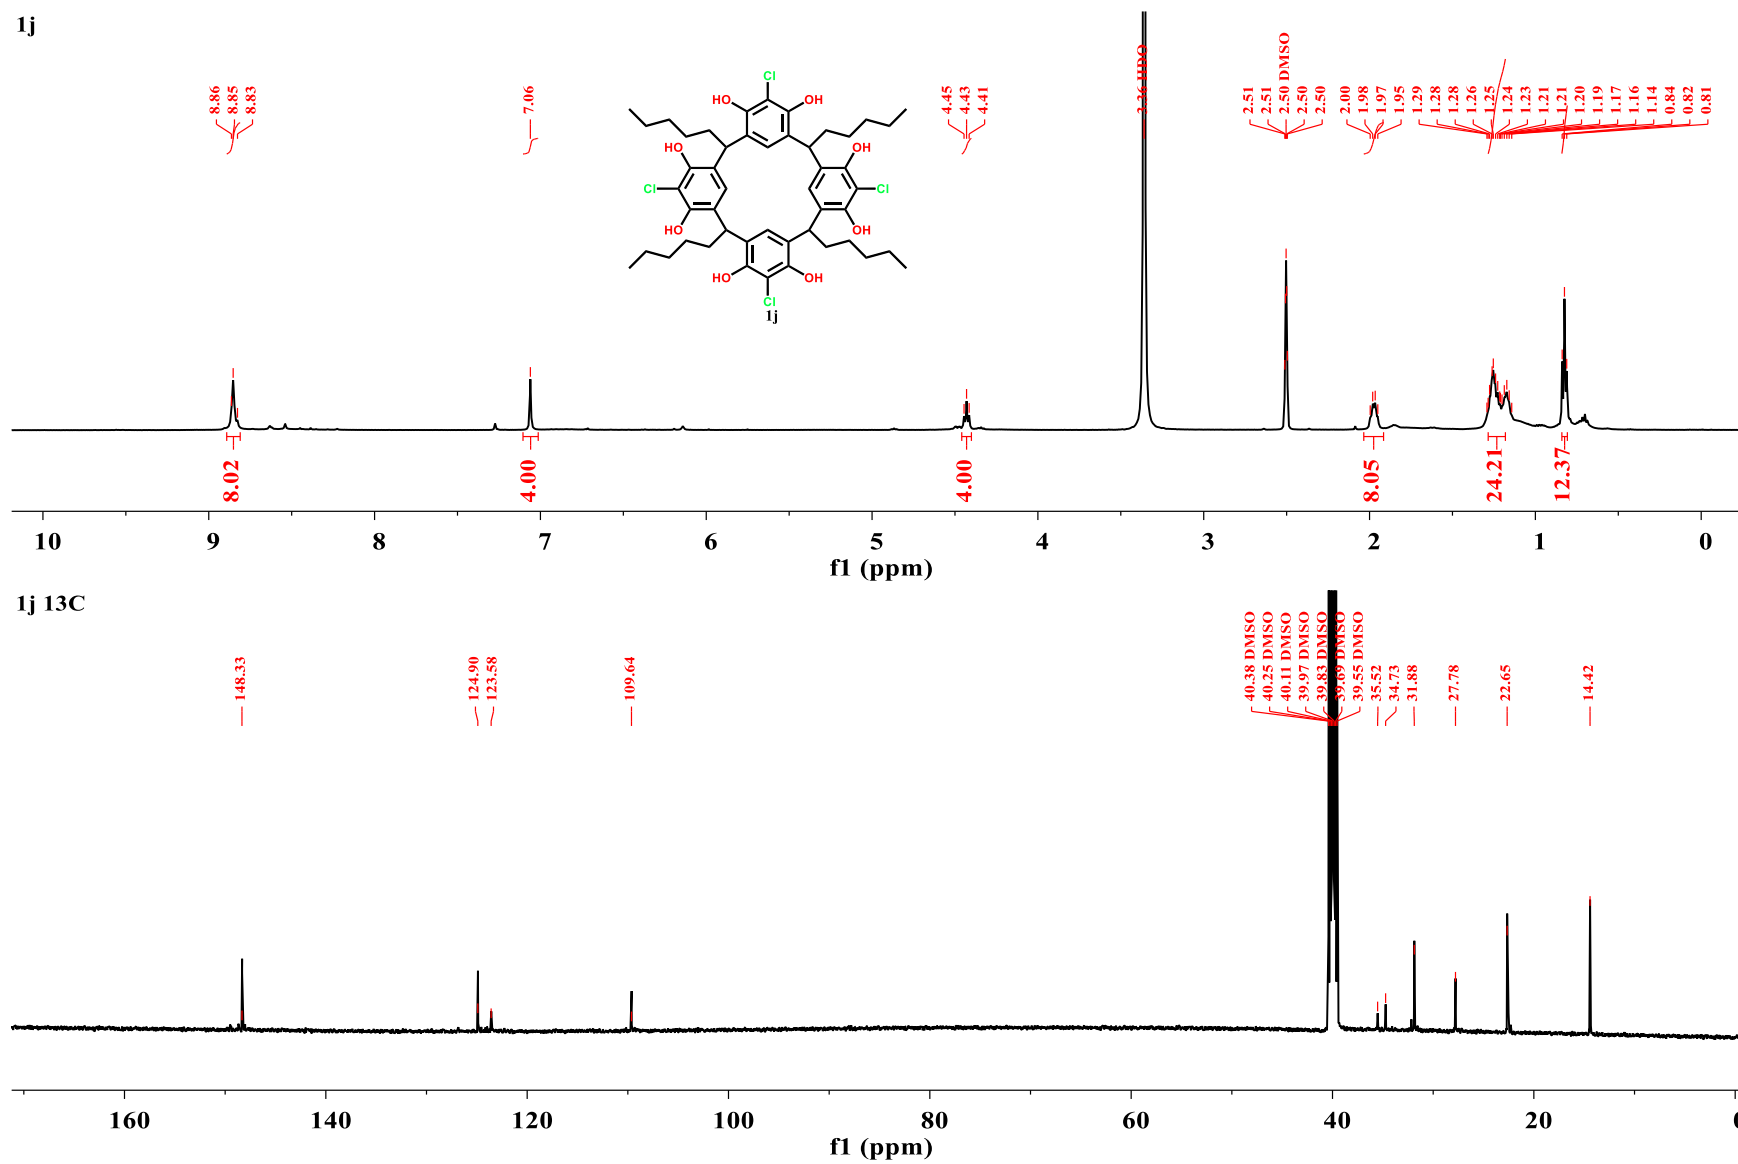 1j
8.86
8.85
8.83
7.06
4.45
4.43
4.41
3.36 HDO
2.51
2.51
2.50 DMSO
2.50
2.50
2.00
1.98
1.97
1.95
1.29
1.28
1.28
1.26
1.25
1.24
1.23
1.21
1.21
1.20
1.19
1.17
1.16
1.14
0.84
0.82
0.81
Cl
HO OH
HO OH
Cl Cl
HO OH
HO OH
Cl
1j
8.02
4.00
4.00
8.05
24.21
12.37
10 9 8 7 6 5 4 3 2 1 0
f1 (ppm)
1j 13C
148.33
124.90
123.58
109.64
40.38 DMSO
40.25 DMSO
40.11 DMSO
39.97 DMSO
39.83 DMSO
39.69 DMSO
39.55 DMSO
35.52
34.73
31.88
27.78
22.65
14.42
160 140 120 100 80 60 40 20 0
f1 (ppm)